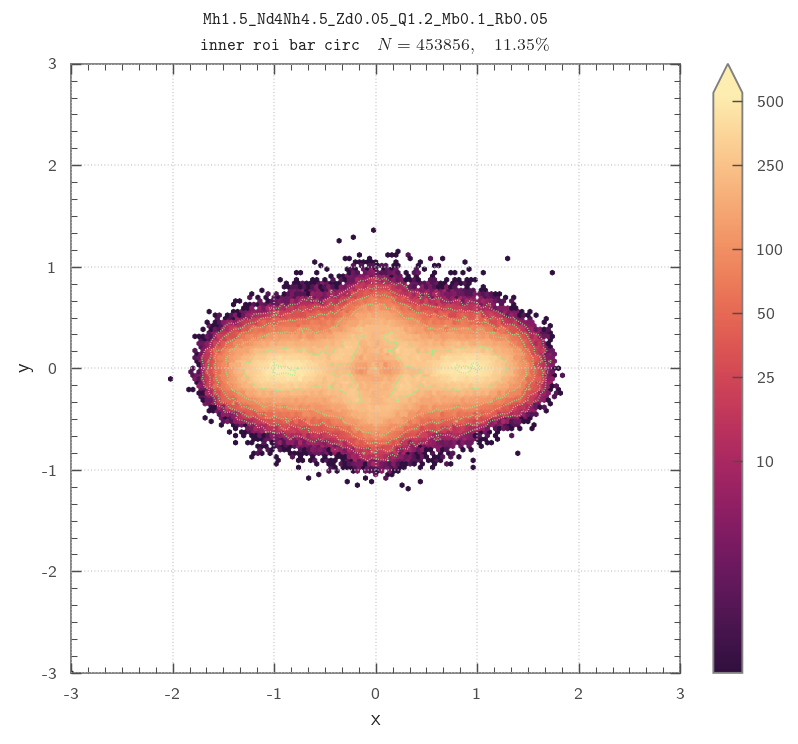 Mh1.5_Nd4Nh4.5_Zd0.05_Q1.2_Mb0.1_Rb0.05
inner roi bar circ N = 453856, 11.35%
3
2
1
0
-1
-2
-3
y
-3 -2 -1 0 1 2 3
x
500
250
100
50
25
10